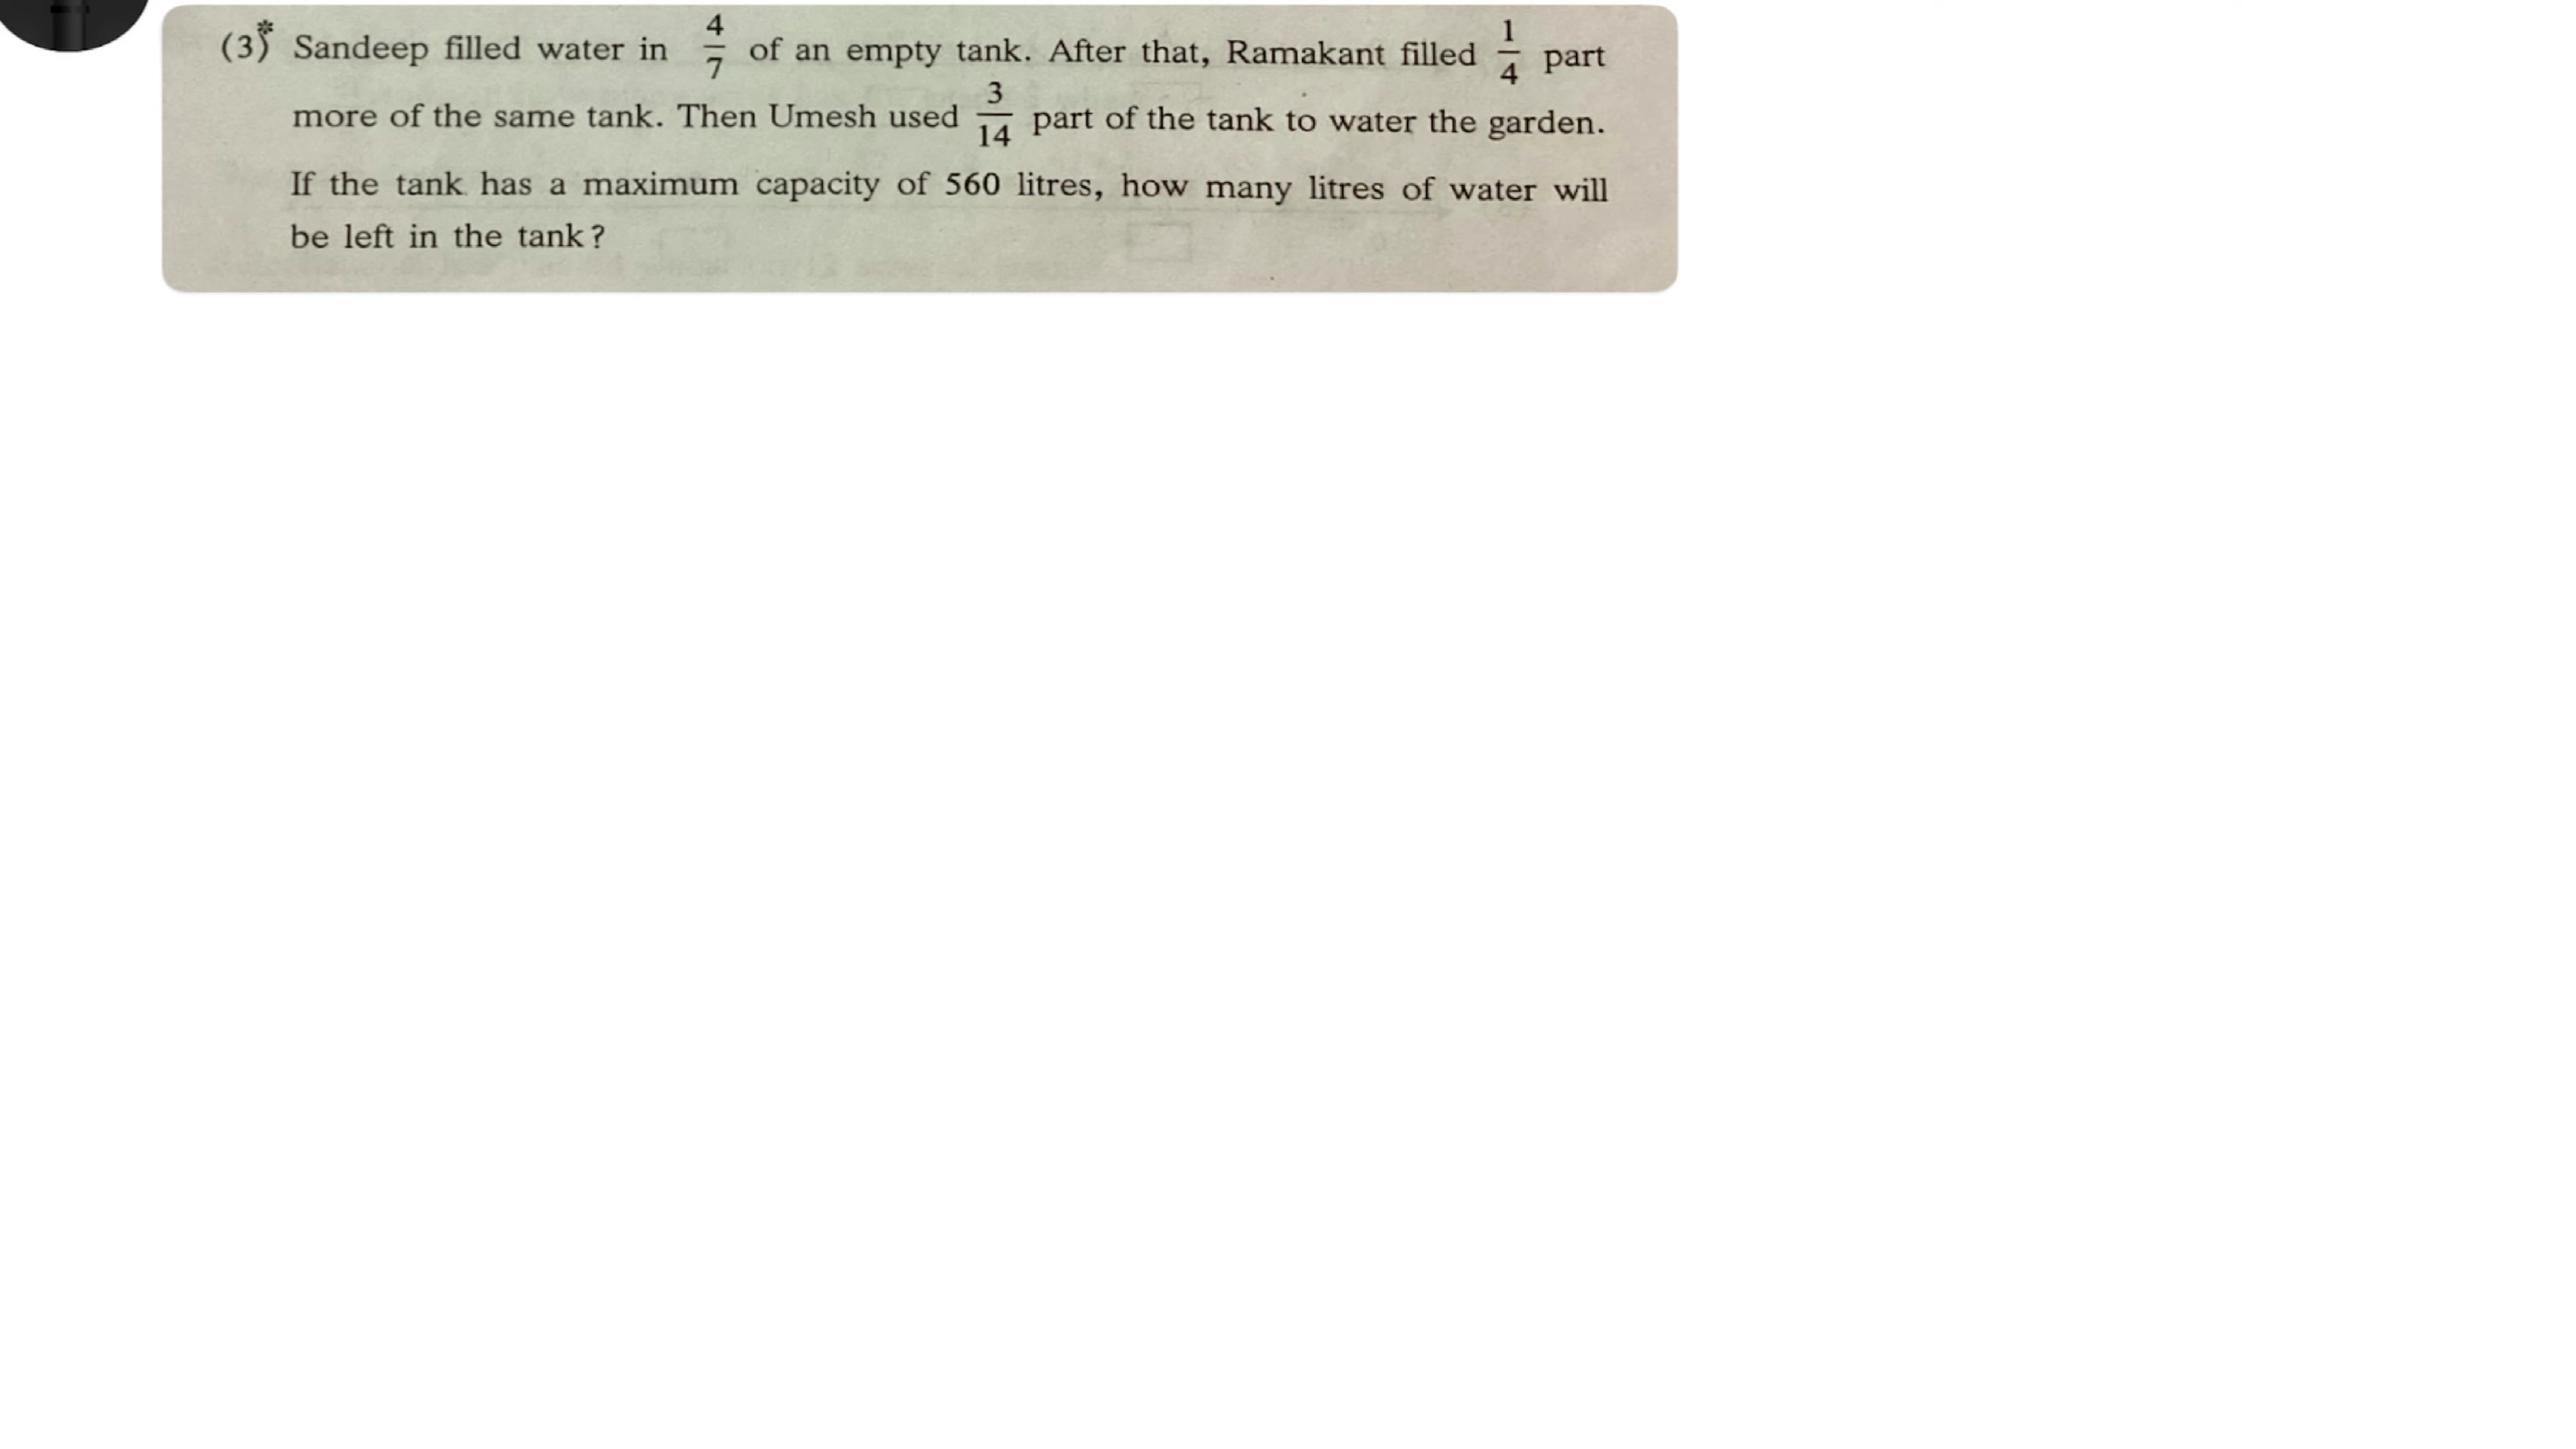 (3)* Sandeep filled water in 4/7 of an empty tank. After that, Ramakant filled 1/4 part
more of the same tank. Then Umesh used 3/14 part of the tank to water the garden.
If the tank has a maximum capacity of 560 litres, how many litres of water will
be left in the tank?